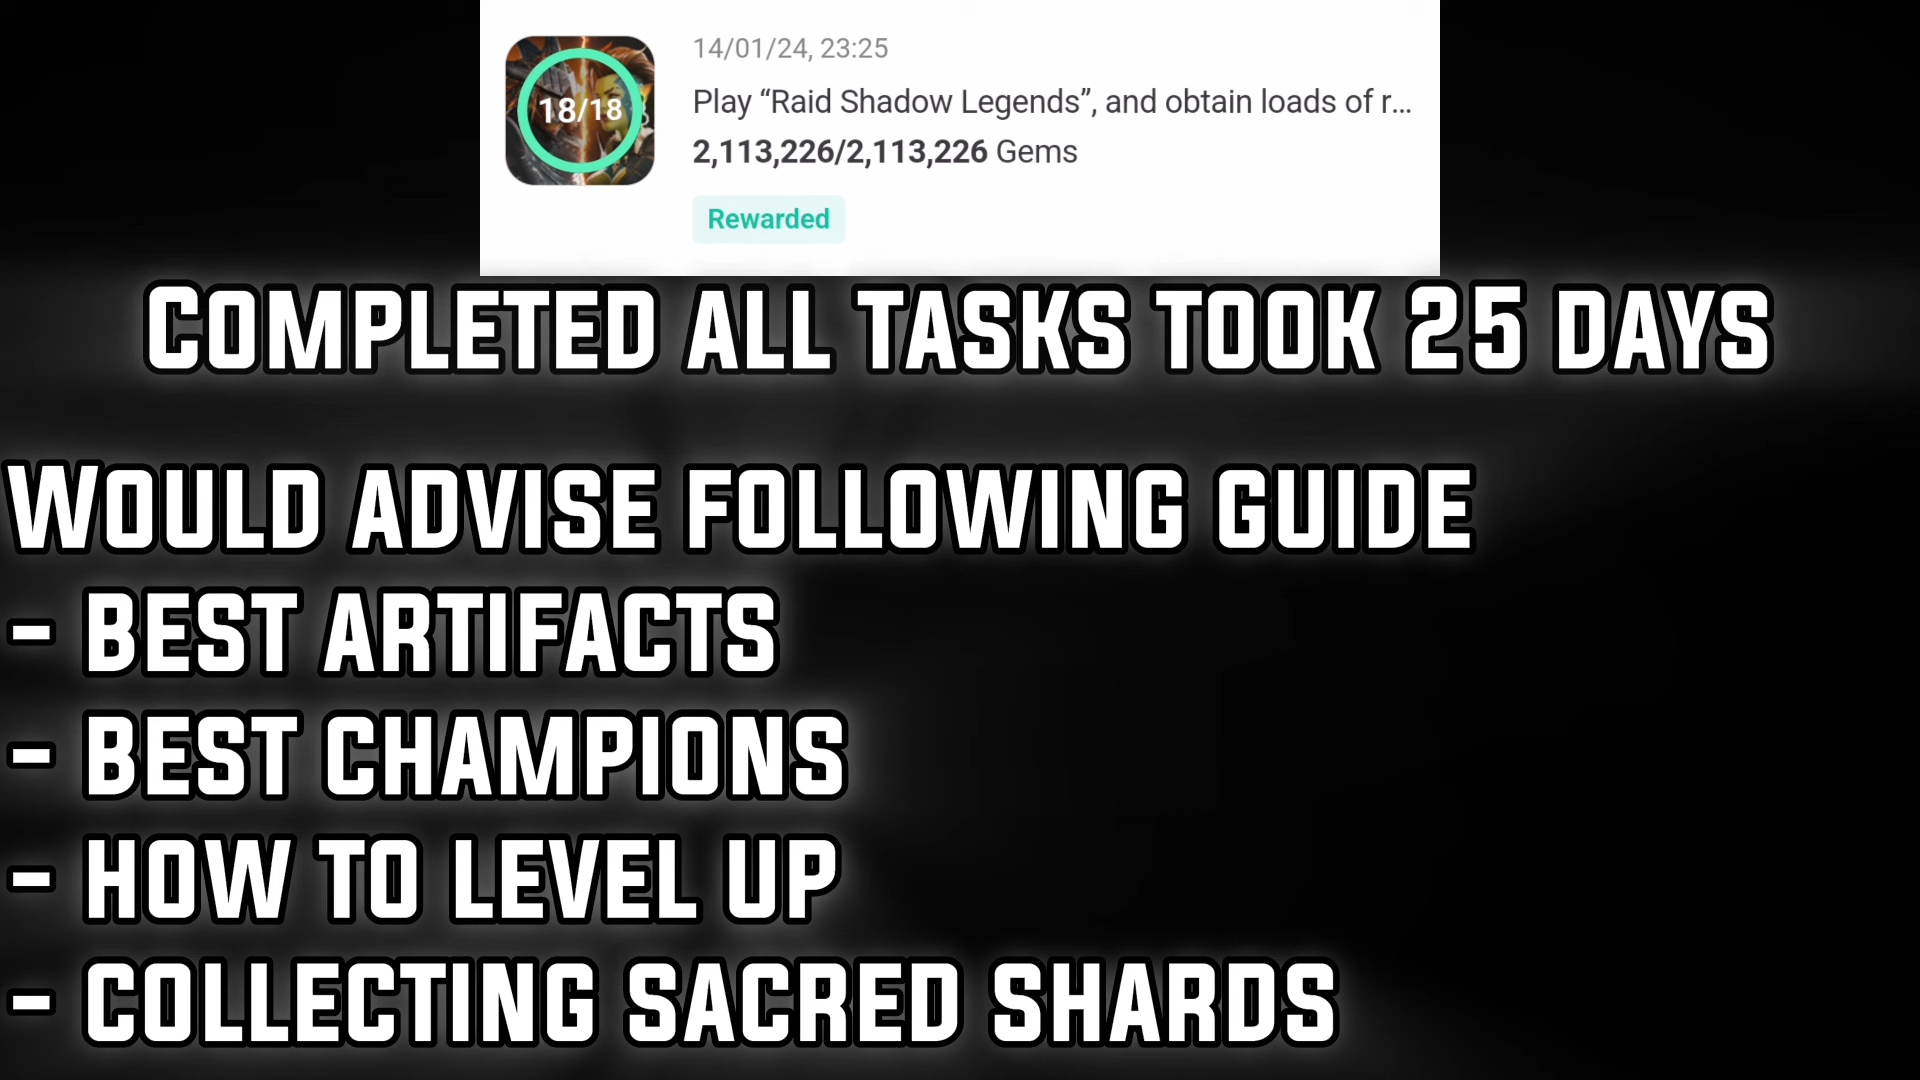 14/01/24, 23:25
18/18
Play “Raid Shadow Legends”, and obtain loads of r...
2,113,226/2,113,226 Gems
Rewarded
COMPLETED ALL TASKS TOOK 25 DAYS
WOULD ADVISE FOLLOWING GUIDE
- BEST ARTIFACTS
- BEST CHAMPIONS
- HOW TO LEVEL UP
- COLLECTING SACRED SHARDS